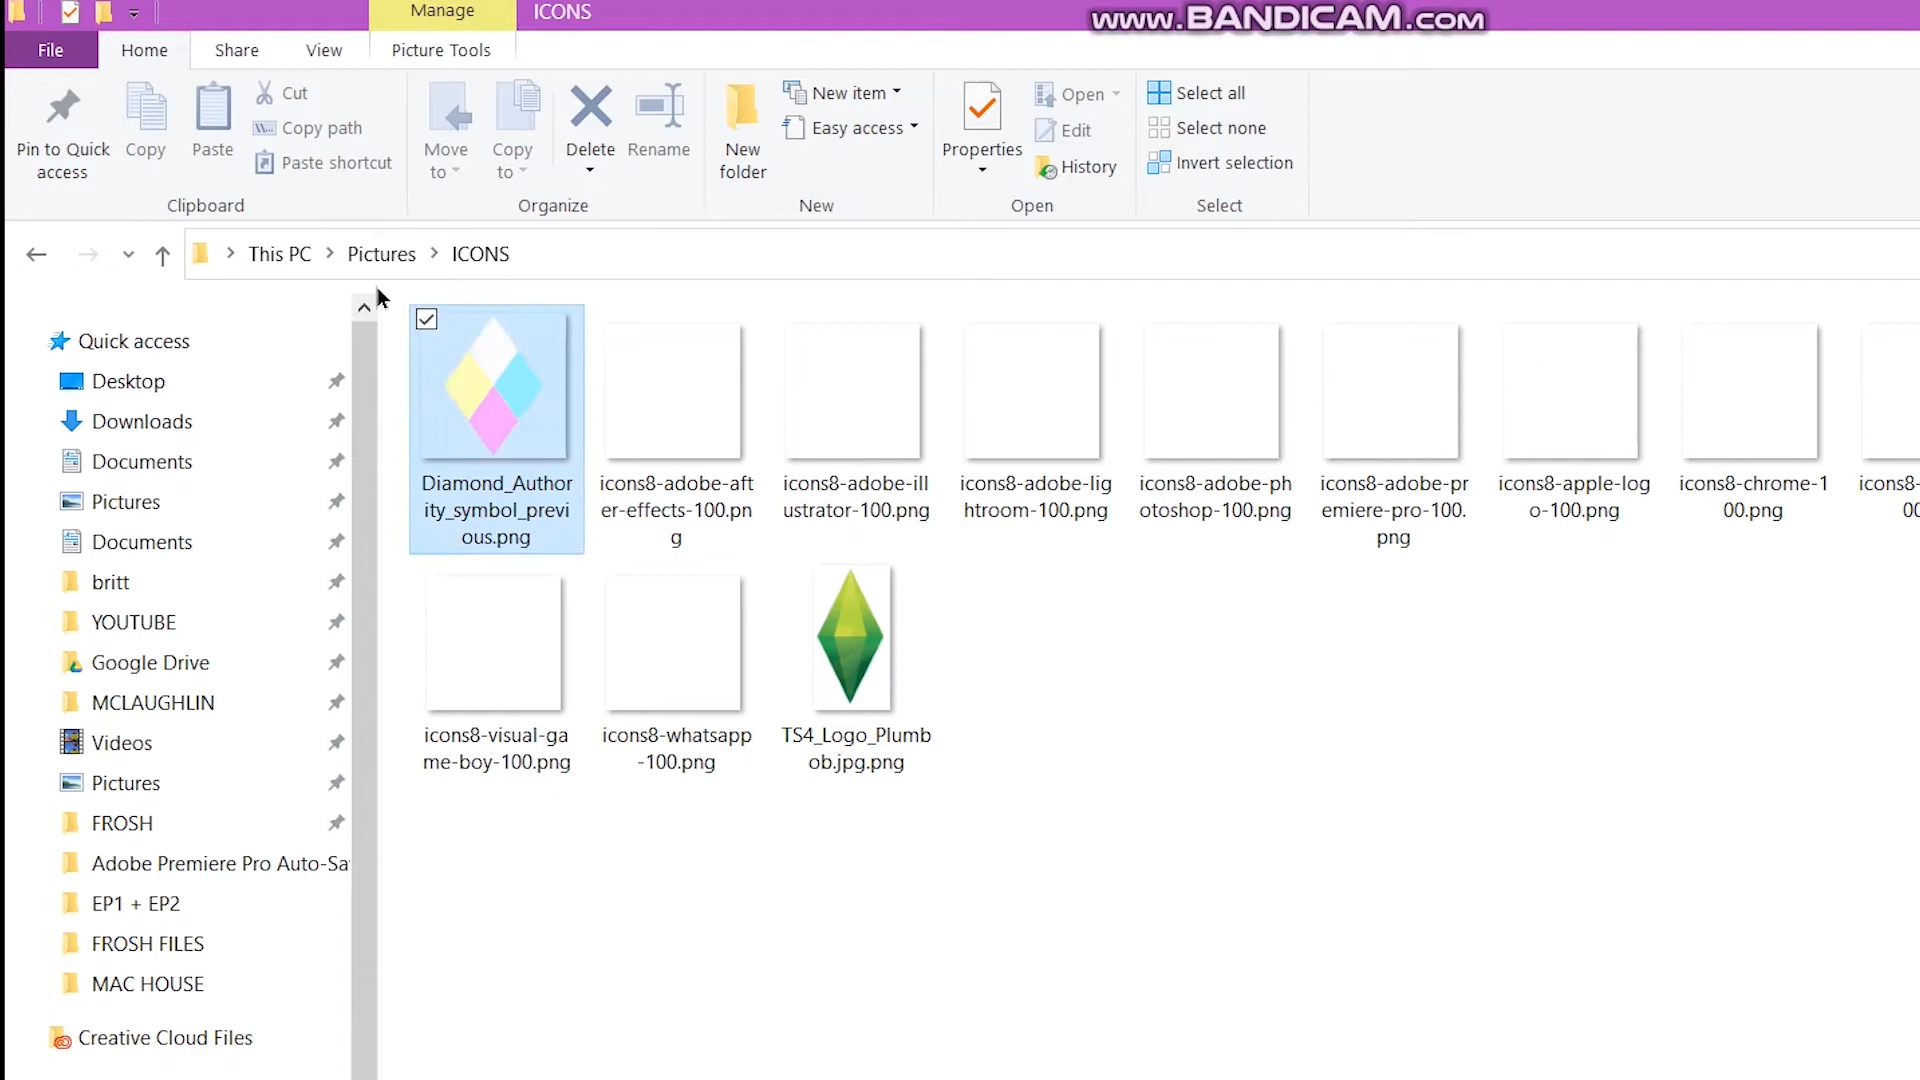 Manage
ICONS
www.BANDICAM.com
File
Home
Share
View
Picture Tools
Pin to Quick
access
Copy
Paste
Cut
Copy path
Paste shortcut
Clipboard
Move
to
Copy
to
Delete
Rename
Organize
New
folder
New item
Easy access
New
Properties
Open
Edit
History
Open
Select all
Select none
Invert selection
Select
This PC
Pictures
ICONS
Quick access
Desktop
Downloads
Documents
Pictures
Documents
britt
YOUTUBE
Google Drive
MCLAUGHLIN
Videos
Pictures
FROSH
Adobe Premiere Pro Auto-Sa
EP1 + EP2
FROSH FILES
MAC HOUSE
Creative Cloud Files
Diamond_Author
ity_symbol_previ
ous.png
icons8-adobe-aft
er-effects-100.pn
g
icons8-adobe-ill
ustrator-100.png
icons8-adobe-lig
htroom-100.png
icons8-adobe-ph
otoshop-100.png
icons8-adobe-pr
emiere-pro-100.
png
icons8-apple-log
o-100.png
icons8-chrome-1
00.png
icons8-
00
icons8-visual-ga
me-boy-100.png
icons8-whatsapp
-100.png
TS4_Logo_Plumb
ob.jpg.png